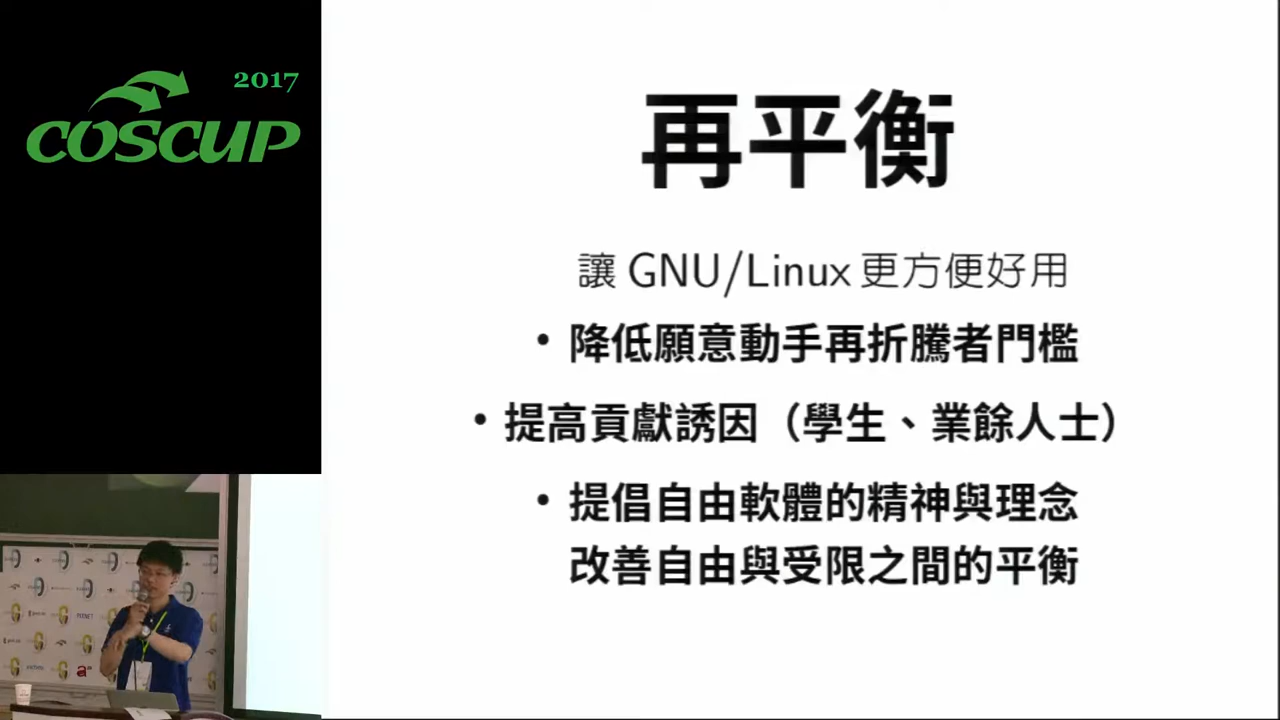 2017
COSCUP
再平衡
讓 GNU/Linux 更方便好用
• 降低願意動手再折騰者門檻
• 提高貢獻誘因（學生、業餘人士）
• 提倡自由軟體的精神與理念
改善自由與受限之間的平衡